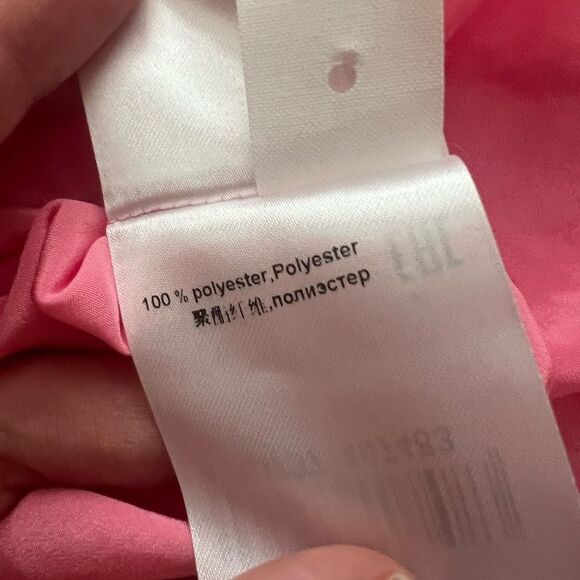 100 % polyester,Polyester
聚酯纤维,полиэстер